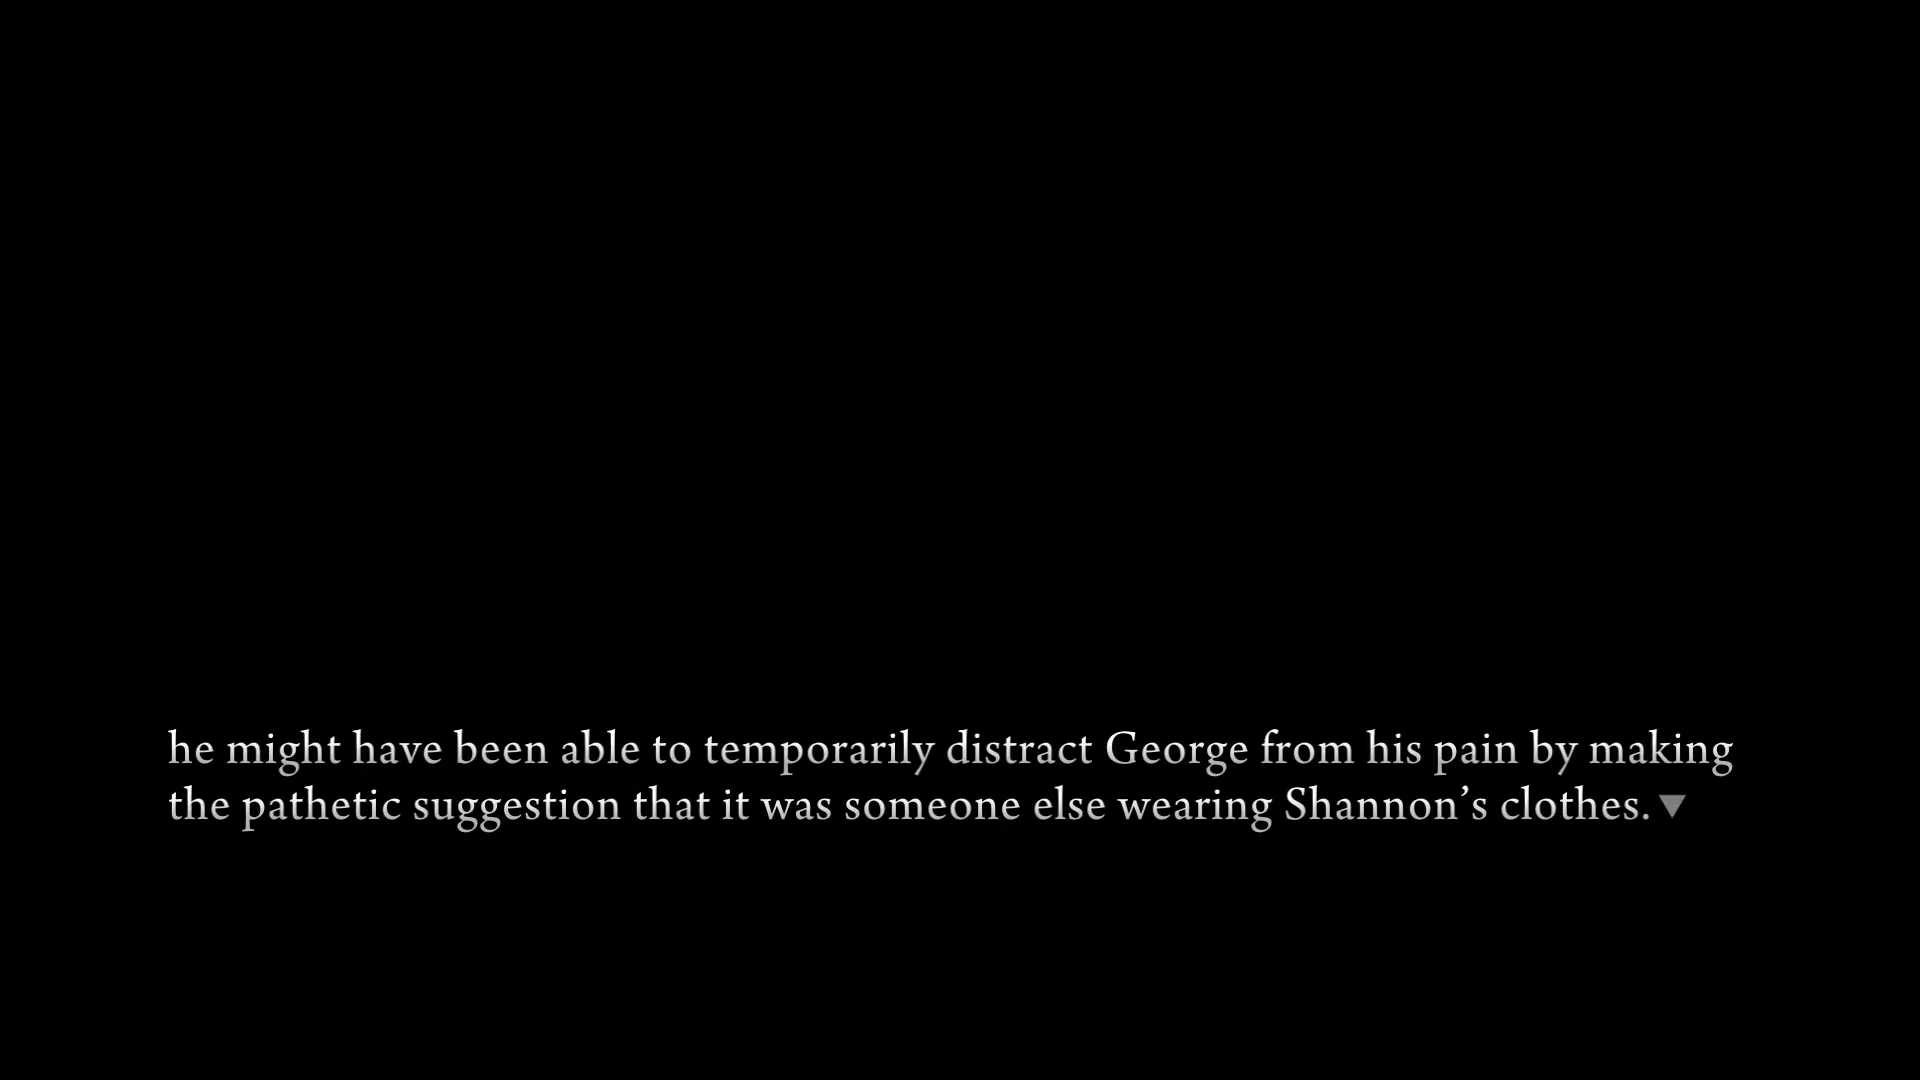 he might have been able to temporarily distract George from his pain by making
the pathetic suggestion that it was someone else wearing Shannon’s clothes.